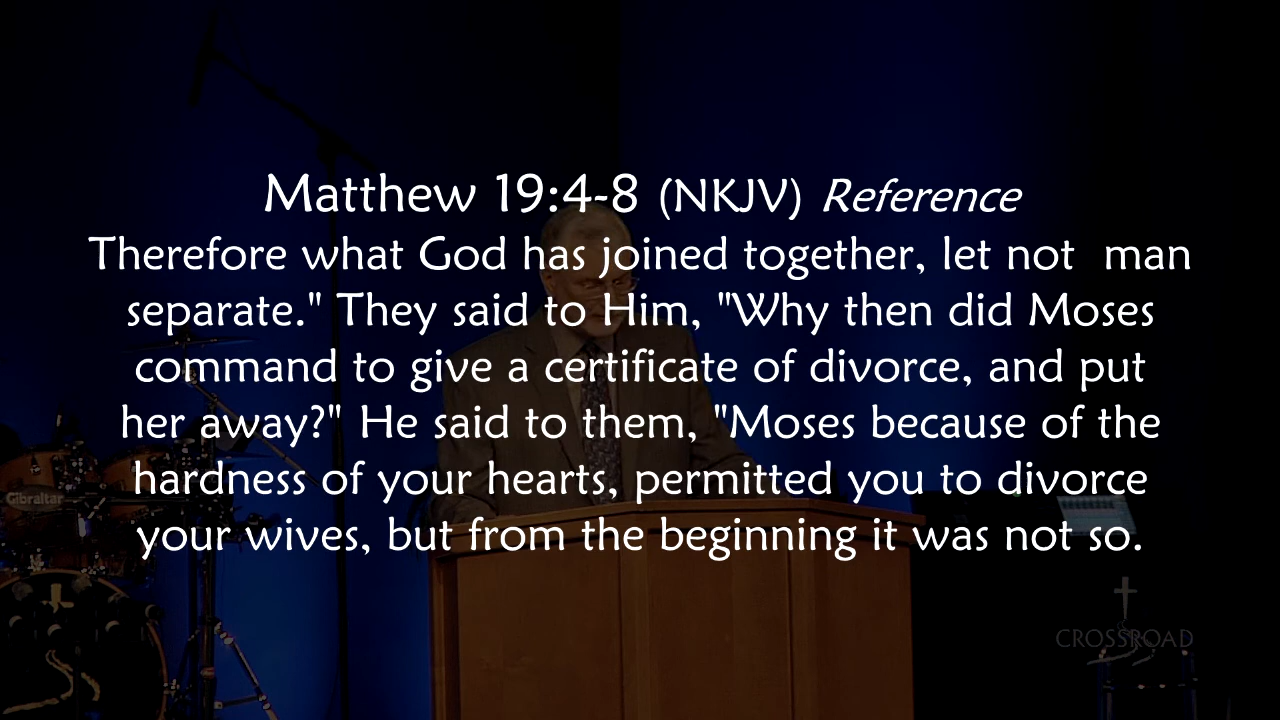 Matthew 19:4-8 (NKJV) Reference
Therefore what God has joined together, let not  man
separate." They said to Him, "Why then did Moses
command to give a certificate of divorce, and put
her away?" He said to them, "Moses because of the
hardness of your hearts, permitted you to divorce
your wives, but from the beginning it was not so.
Gibraltar
CROSSROAD